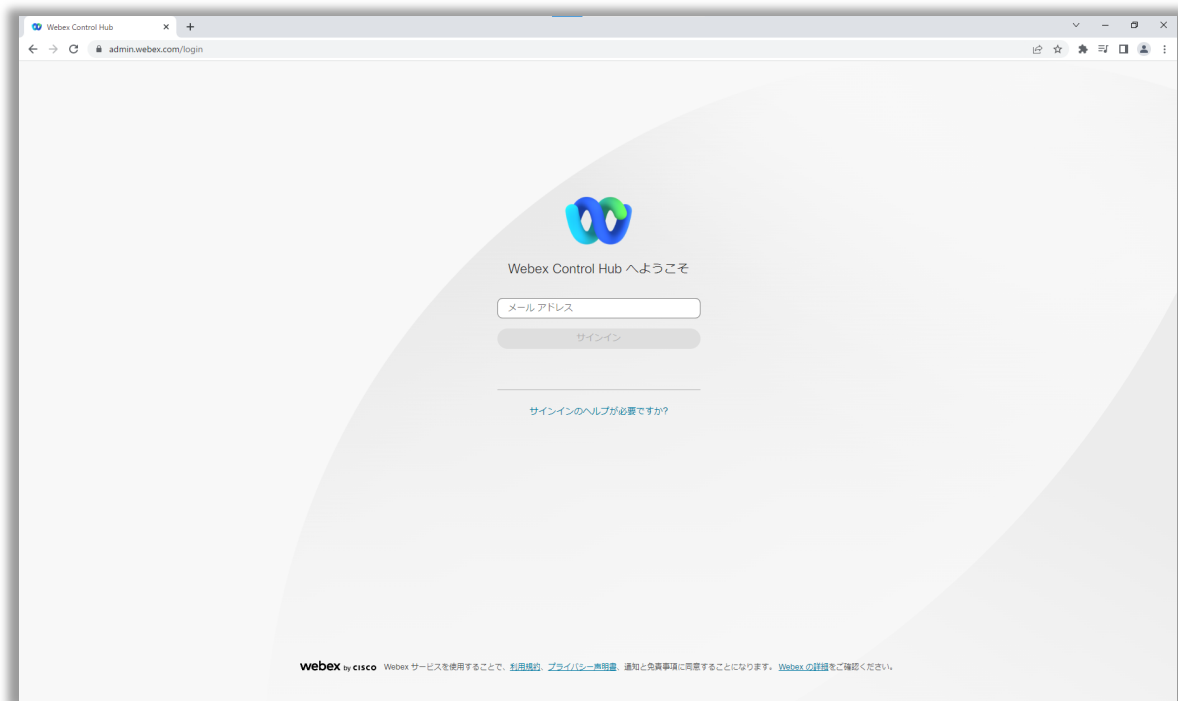 Webex Control Hub
admin.webex.com/login
Webex Control Hub へようこそ
メール アドレス
サインイン
サインインのヘルプが必要ですか?
webex by CISCO Webex サービスを使用することで、利用規約、プライバシー声明書、通知と免責事項に同意することになります。 Webex の詳細をご確認ください。